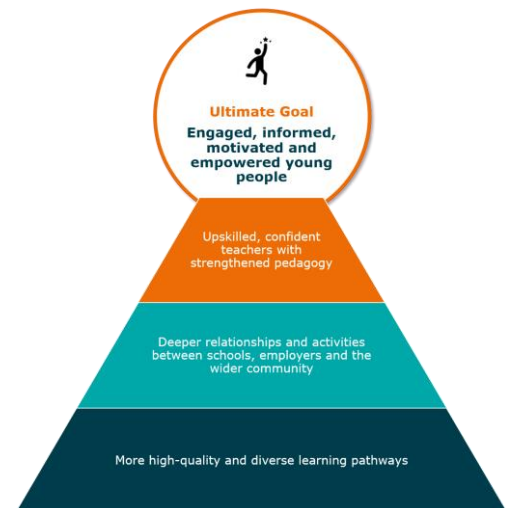 Ultimate Goal
Engaged, informed,
motivated and
empowered young
people
Upskilled, confident
teachers with
strengthened pedagogy
Deeper relationships and activities
between schools, employers and the
wider community
More high-quality and diverse learning pathways